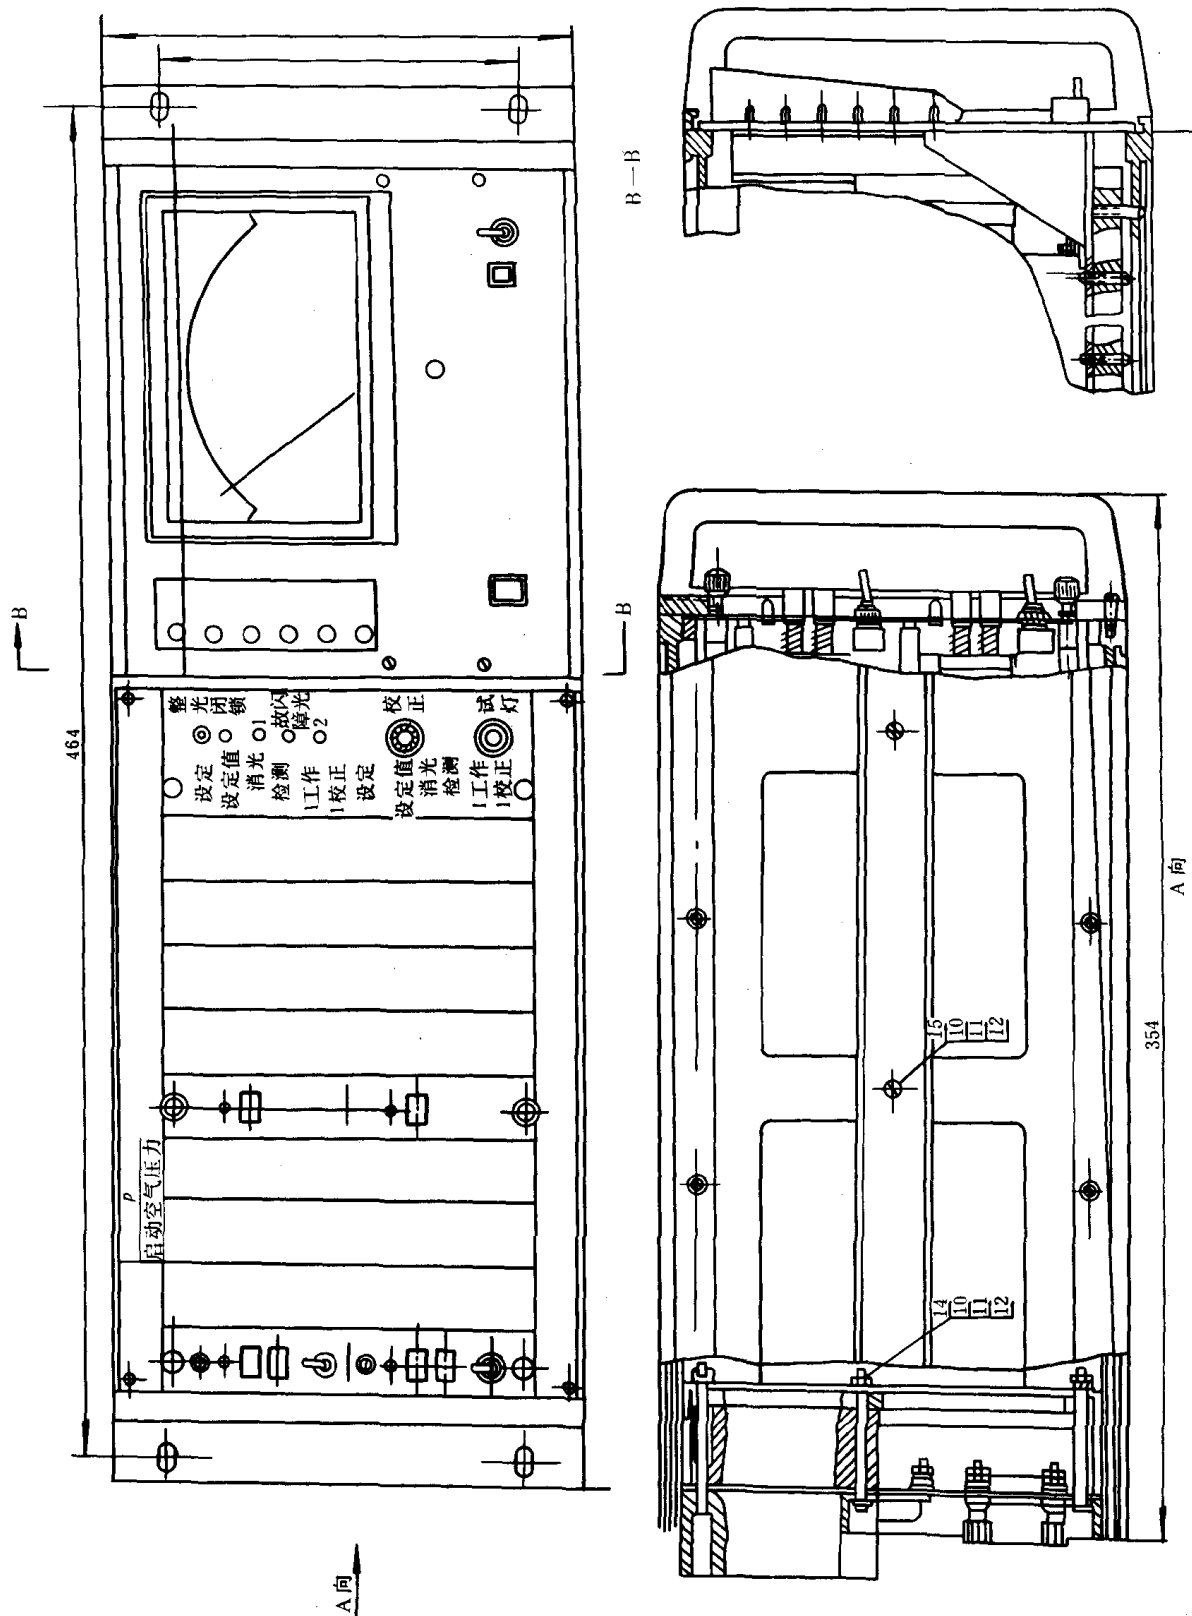 464
B
B
整光
闭锁
1
故障
闪光
2
校正
试灯
设定
设定值
消光
检测
1工作
1校正
设定
设定值
消光
检测
1工作
1校正
p
启动空气压力
A向
B—B
354
A向
15
10
11
12
14
10
11
12